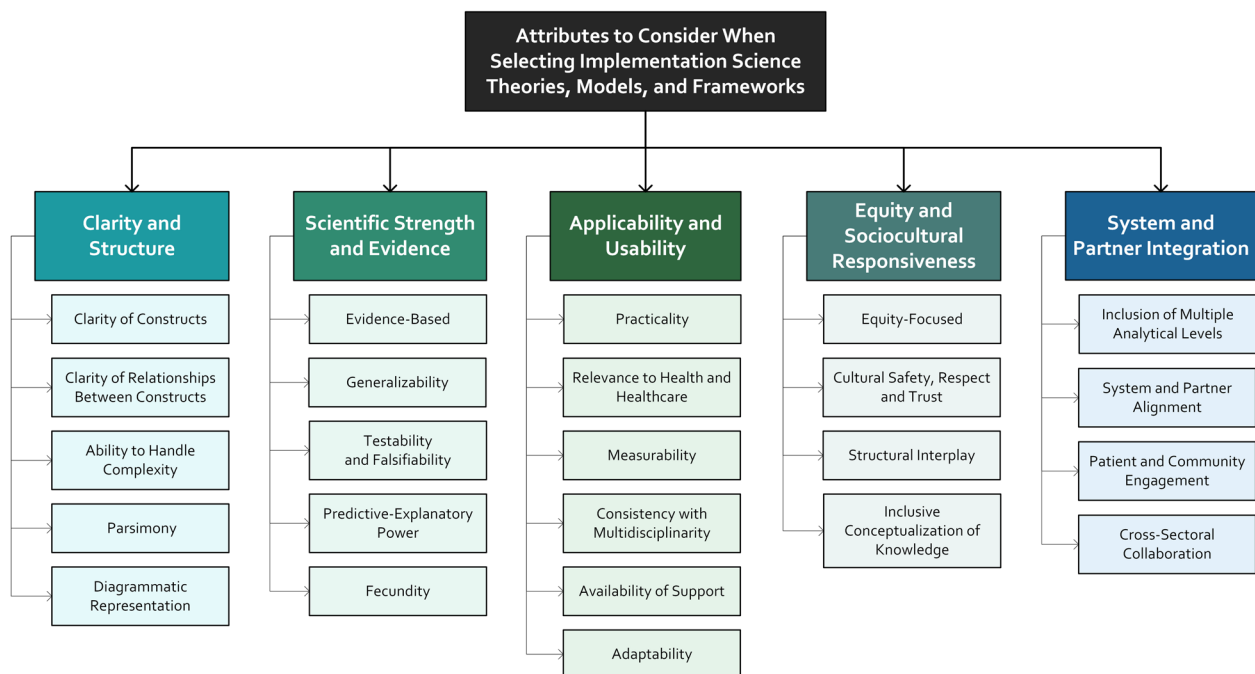 Attributes to Consider When
Selecting Implementation Science
Theories, Models, and Frameworks
Clarity and
Structure
Clarity of Constructs
Clarity of Relationships
Between Constructs
Ability to Handle
Complexity
Parsimony
Diagrammatic
Representation
Scientific Strength
and Evidence
Evidence-Based
Generalizability
Testability
and Falsifiability
Predictive-Explanatory
Power
Fecundity
Applicability and
Usability
Practicality
Relevance to Health and
Healthcare
Measurability
Consistency with
Multidisciplinarity
Availability of Support
Adaptability
Equity and
Sociocultural
Responsiveness
Equity-Focused
Cultural Safety, Respect
and Trust
Structural Interplay
Inclusive
Conceptualization of
Knowledge
System and
Partner Integration
Inclusion of Multiple
Analytical Levels
System and Partner
Alignment
Patient and Community
Engagement
Cross-Sectoral
Collaboration